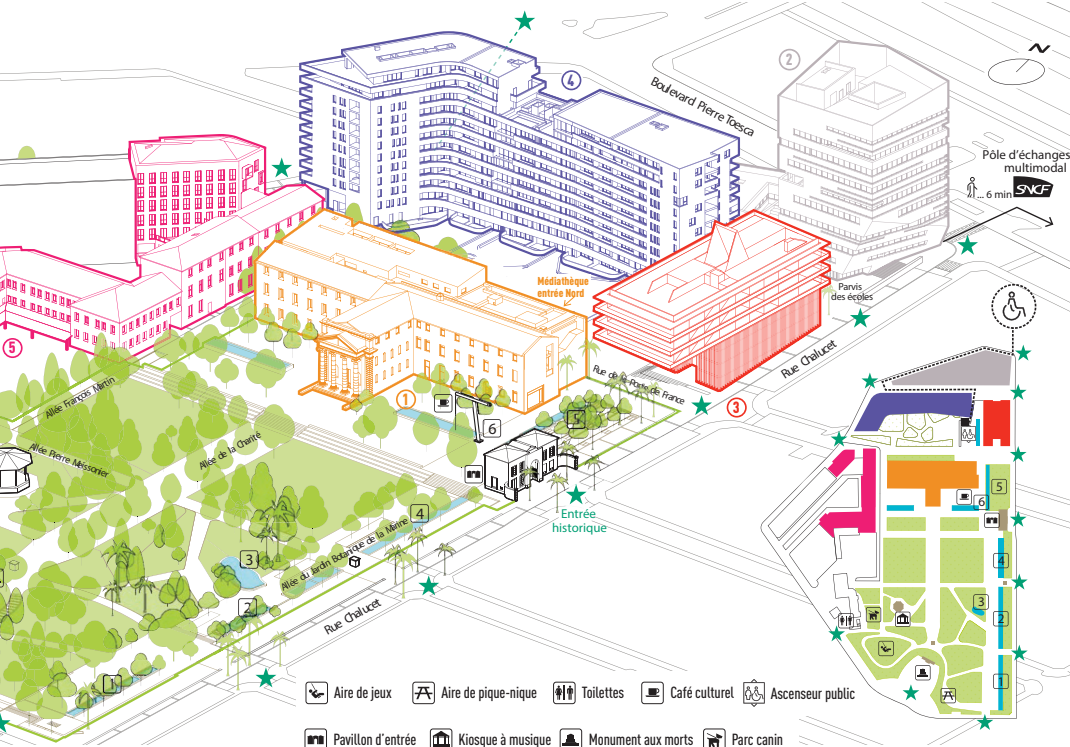 4
2
N
Boulevard Pierre Toesca
Pôle d'échanges
multimodal
... 6 min SNCF
Médiathèque
entrée Nord
Parvis
des écoles
5
Rue Chalucet
Rue de la Porte de France
Allée François Martin
1
3
6
5
Allée de la Charité
Allée Pierre Meissonier
Entrée
historique
4
Allée du Jardin Botanique de la Marine
3
2
Rue Chalucet
1
5
6
4
3
2
1
Aire de jeux
Aire de pique-nique
Toilettes
Café culturel
Ascenseur public
Pavillon d'entrée
Kiosque à musique
Monument aux morts
Parc canin